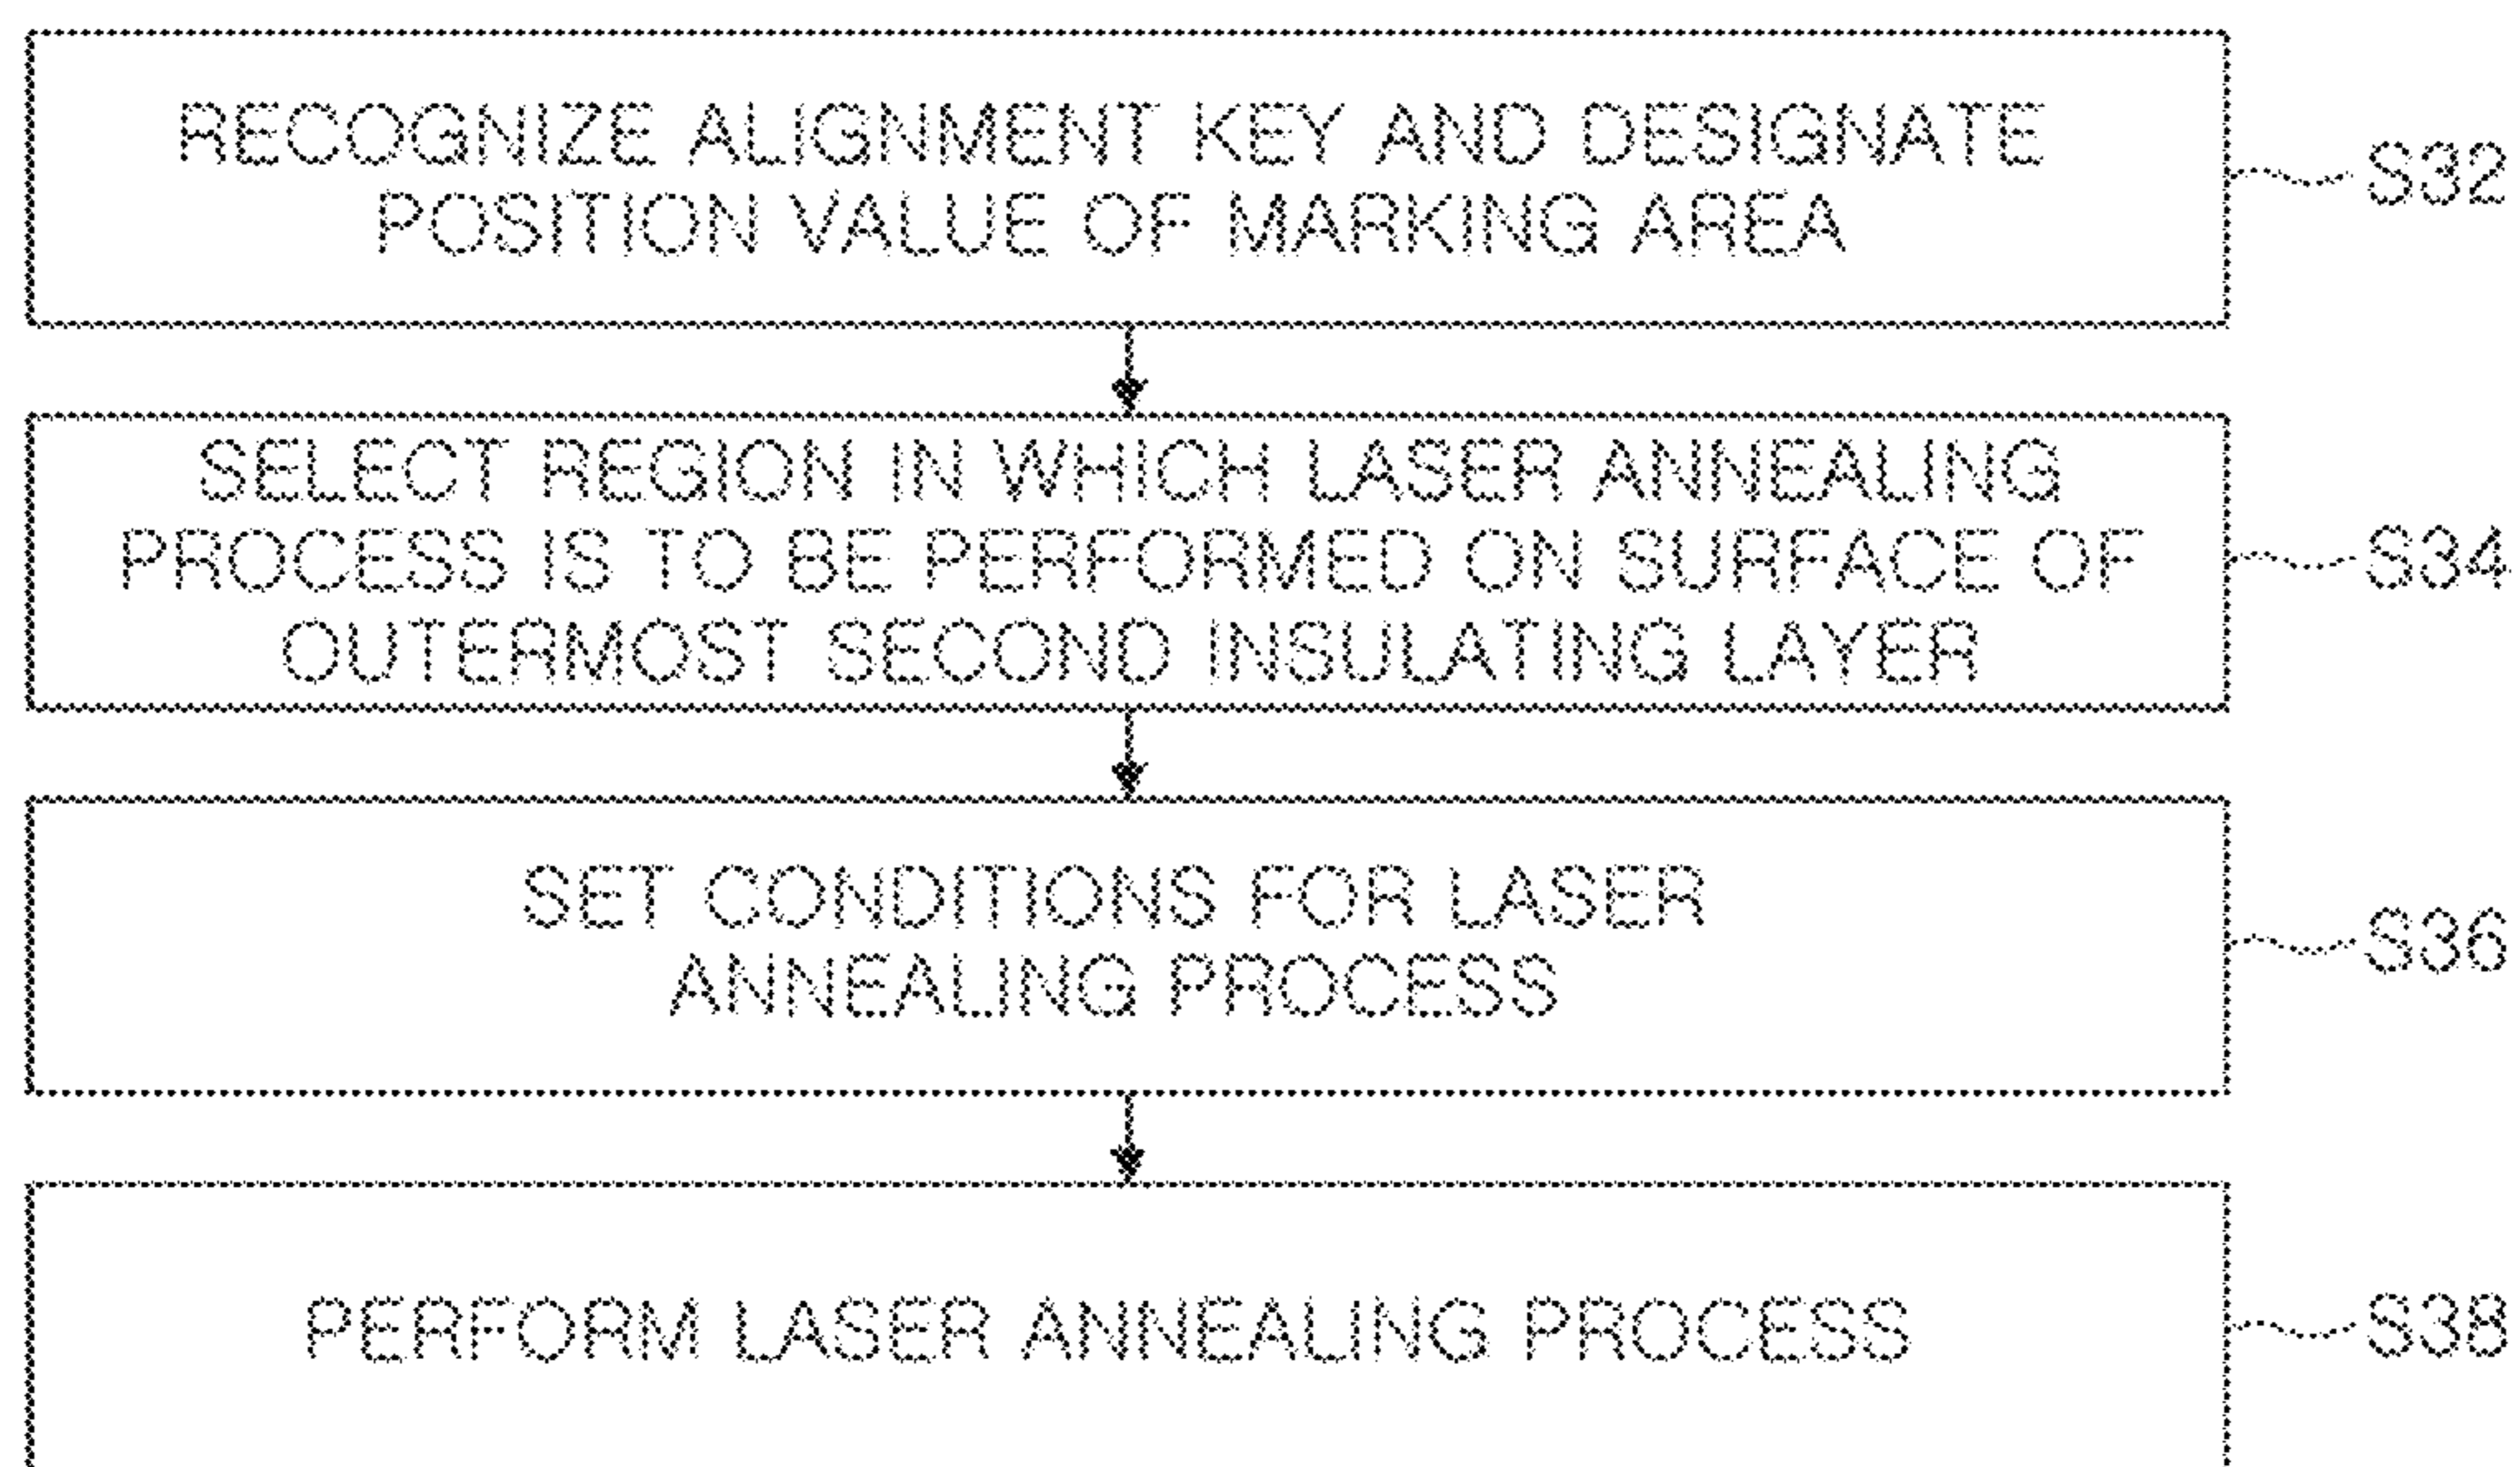 RECOGNIZE ALIGNMENT KEY AND DESIGNATE
POSITION VALUE OF MARKING AREA
S32
SELECT REGION IN WHICH LASER ANNEALING
PROCESS IS TO BE PERFORMED ON SURFACE OF
OUTERMOST SECOND INSULATING LAYER
S34
SET CONDITIONS FOR LASER
ANNEALING PROCESS
S36
PERFORM LASER ANNEALING PROCESS
S38